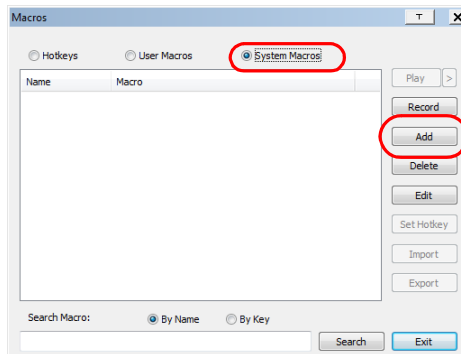 Macros T X
Hotkeys User Macros System Macros
Name Macro
Play >
Record
Add
Delete
Edit
Set Hotkey
Import
Export
Search Macro: By Name By Key
Search Exit